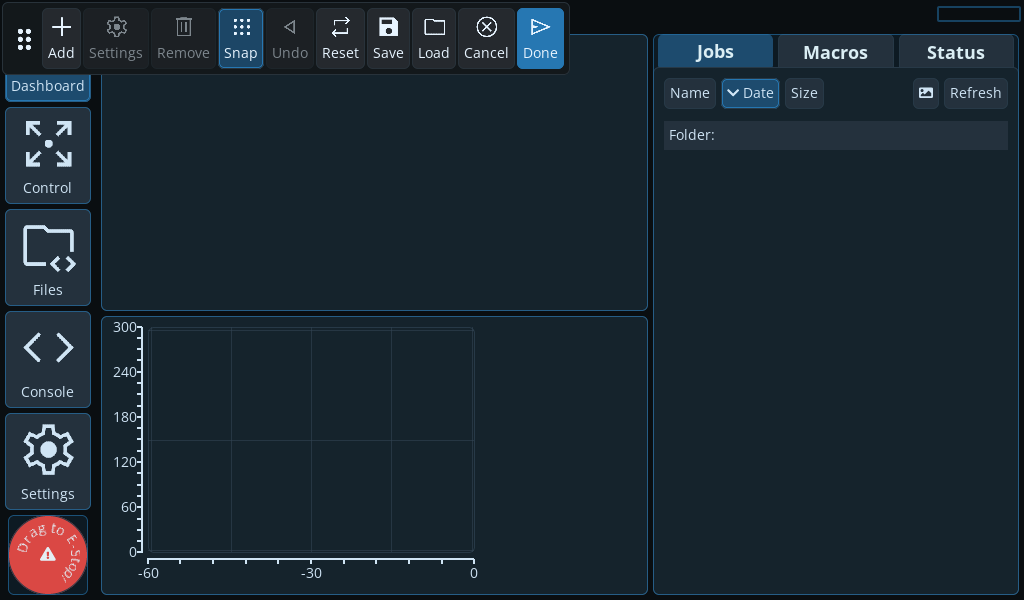 Add Settings Remove Snap Undo Reset Save Load Cancel Done
Dashboard
Control
Files
Console
Settings
Drag to E-Stop!
300
240
180
120
60
0
-60 -30 0
Jobs Macros Status
Name Date Size Refresh
Folder: